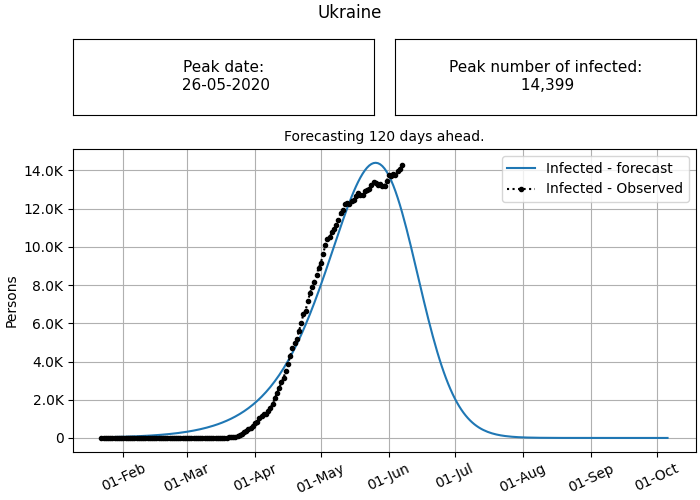 Ukraine
Peak date:
26-05-2020
Peak number of infected:
14,399
Forecasting 120 days ahead.
Infected - forecast
Infected - Observed
14.0K
12.0K
10.0K
8.0K
6.0K
4.0K
2.0K
0
Persons
01-Feb
01-Mar
01-Apr
01-May
01-Jun
01-Jul
01-Aug
01-Sep
01-Oct